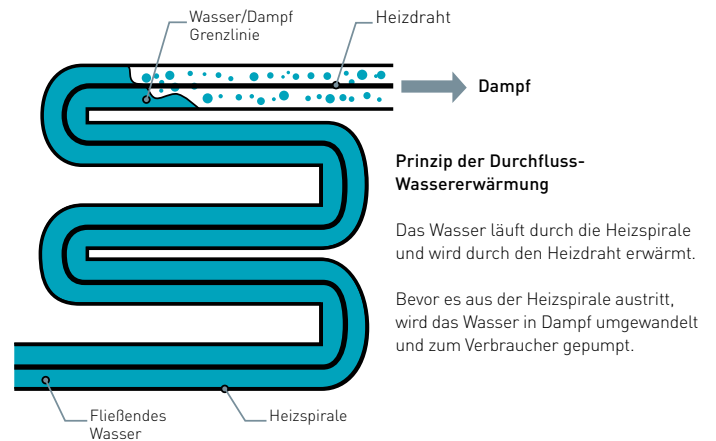 Wasser/Dampf
Grenzlinie
Heizdraht
Dampf
Prinzip der Durchfluss-
Wassererwärmung
Das Wasser läuft durch die Heizspirale
und wird durch den Heizdraht erwärmt.
Bevor es aus der Heizspirale austritt,
wird das Wasser in Dampf umgewandelt
und zum Verbraucher gepumpt.
Fließendes
Wasser
Heizspirale